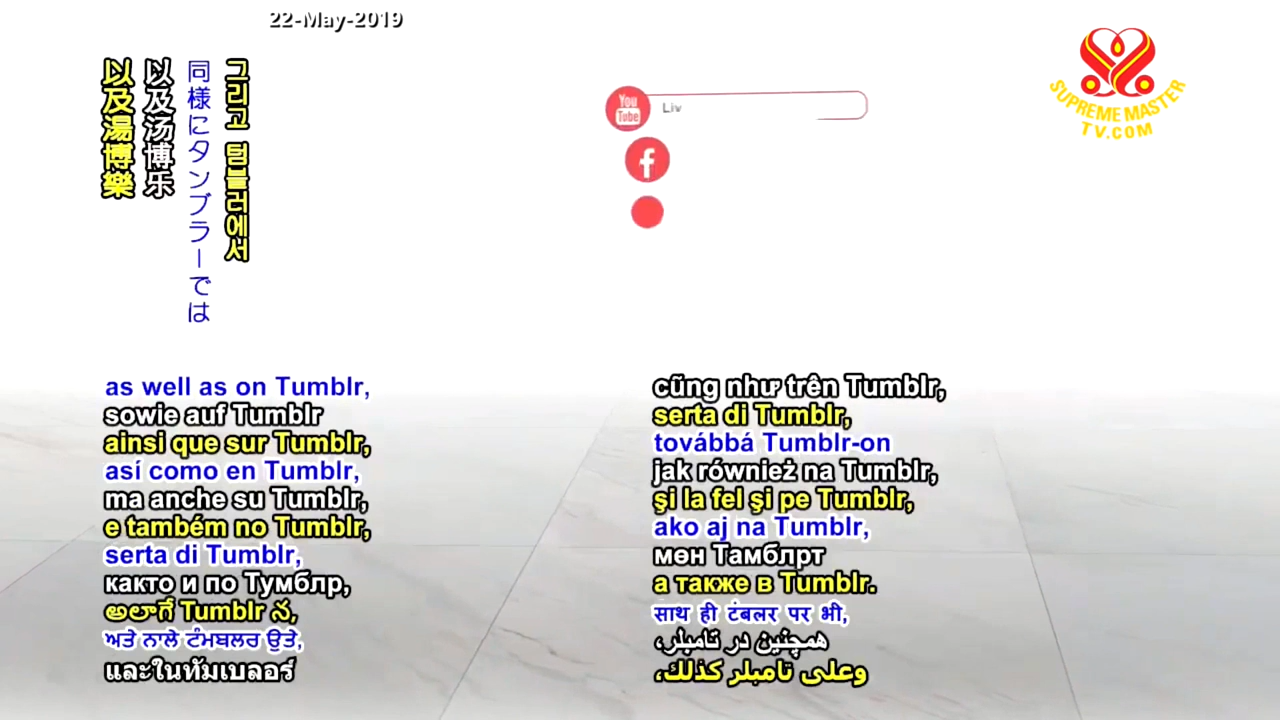 22-May-2019
그리고 텀블러에서
同様にタンブラーでは
以及汤博乐
以及湯博樂
You
Tube
Liv
f
SUPREME MASTER
TV.COM
as well as on Tumblr,
sowie auf Tumblr
ainsi que sur Tumblr,
así como en Tumblr,
ma anche su Tumblr,
e também no Tumblr,
serta di Tumblr,
както и по Тумблр,
అలాగే Tumblr న,
ਅਤੇ ਨਾਲੇ ਟੰਮਬਲਰ ਉਤੇ,
และในทัมเบลอร์
cũng như trên Tumblr,
serta di Tumblr,
továbbá Tumblr-on
jak również na Tumblr,
şi la fel şi pe Tumblr,
ako aj na Tumblr,
мөн Тамблрт
а также в Tumblr.
साथ ही टंबलर पर भी,
همچنین در تامبلر،
وعلى تامبلر كذلك،